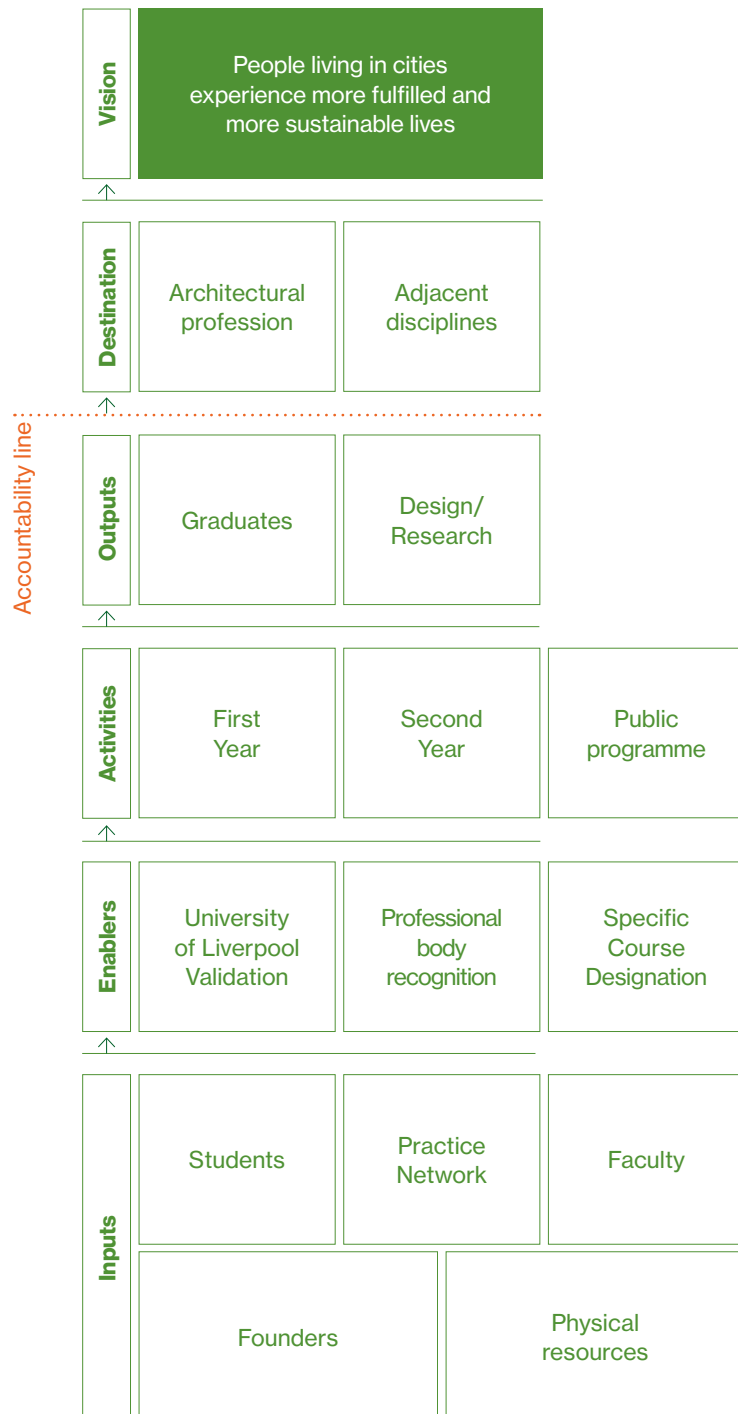 Vision
People living in cities
experience more fulfilled and
more sustainable lives
Destination
Architectural
profession
Adjacent
disciplines
Accountability line
Outputs
Graduates
Design/
Research
Activities
First
Year
Second
Year
Public
programme
Enablers
University
of Liverpool
Validation
Professional
body
recognition
Specific
Course
Designation
Inputs
Students
Practice
Network
Faculty
Founders
Physical
resources